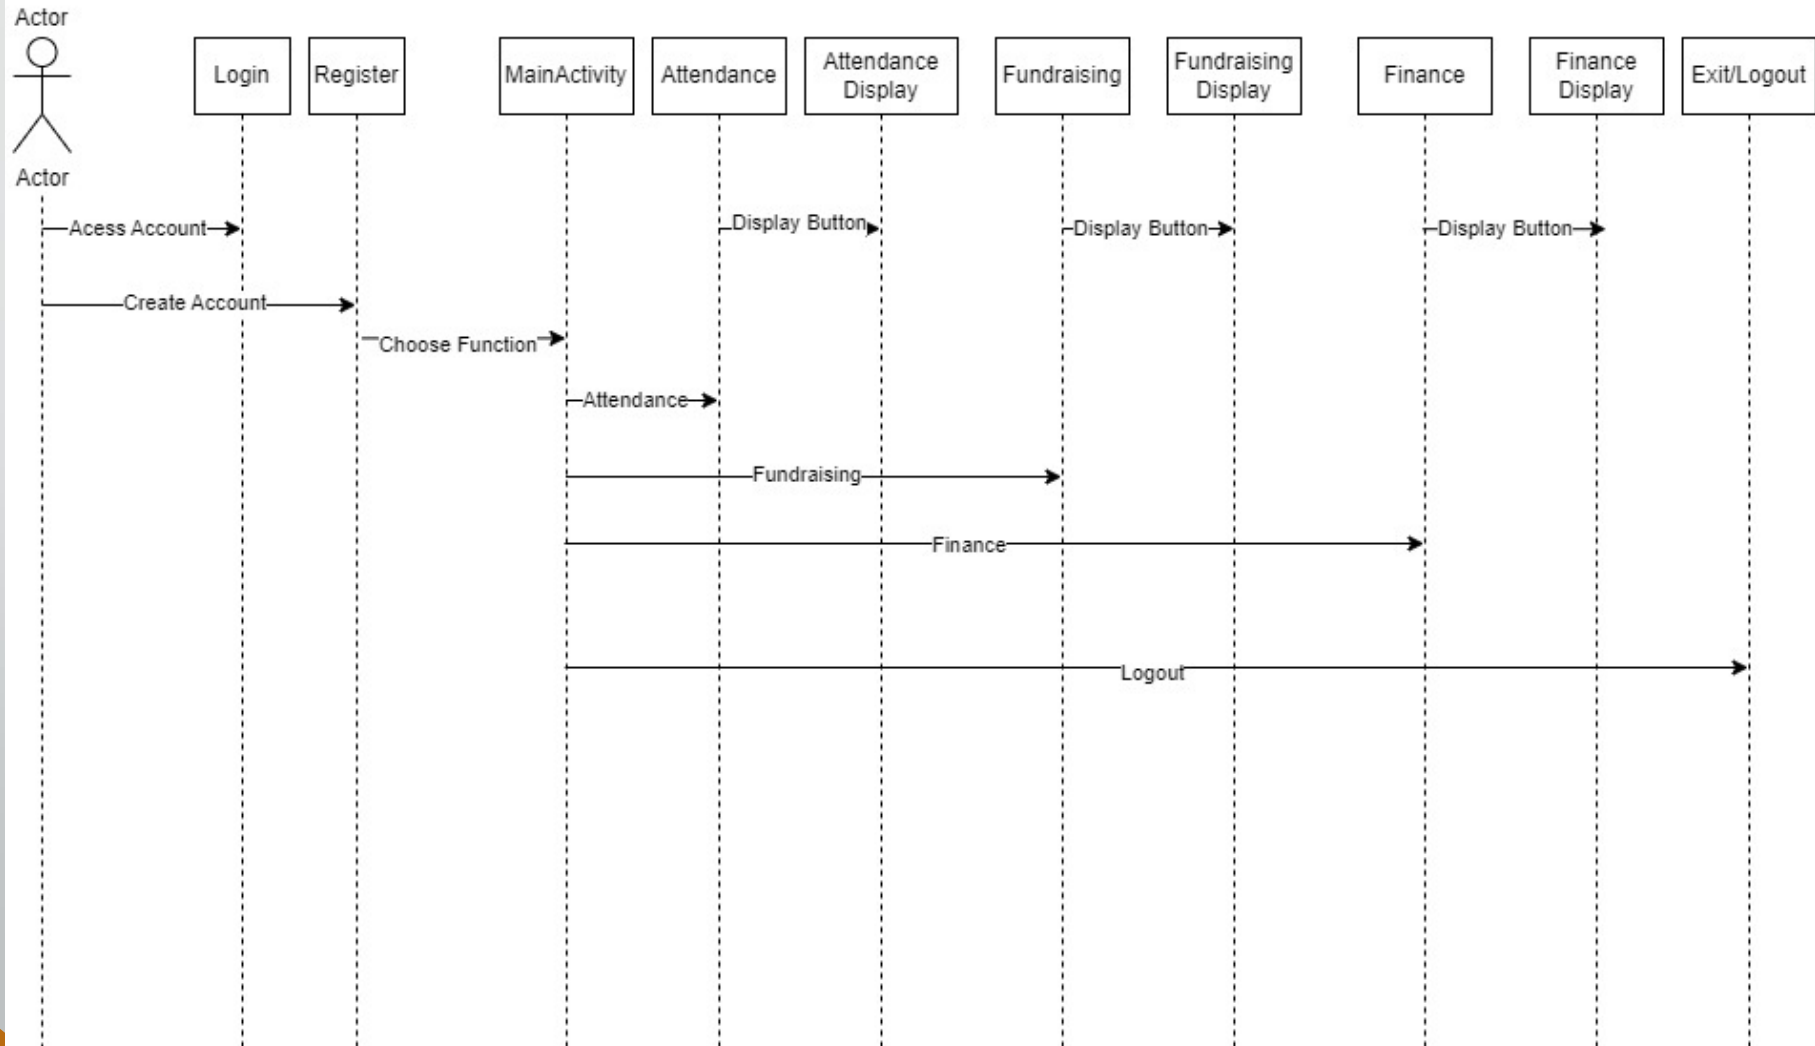 Actor
Login
Register
MainActivity
Attendance
Attendance
Display
Fundraising
Fundraising
Display
Finance
Finance
Display
Exit/Logout
Actor
Acess Account
Display Button
Display Button
Display Button
Create Account
Choose Function
Attendance
Fundraising
Finance
Logout